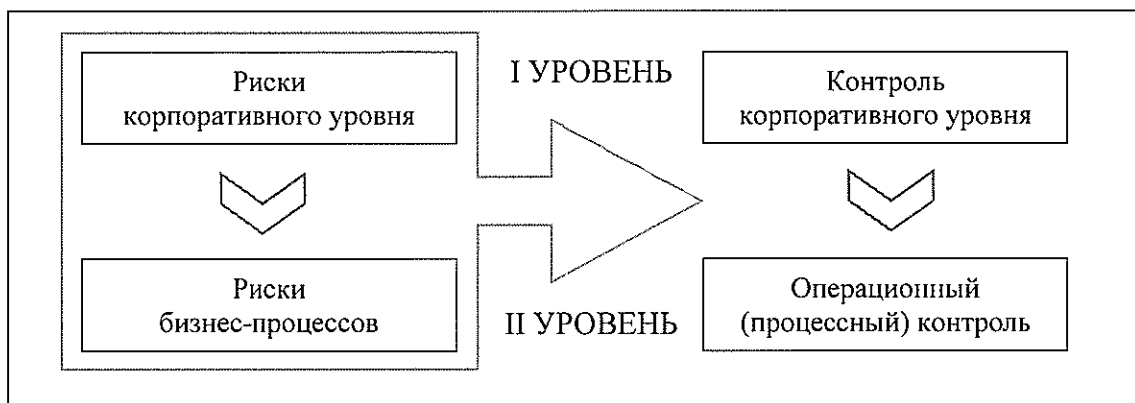 Риски
корпоративного уровня
I УРОВЕНЬ
Контроль
корпоративного уровня
Риски
бизнес-процессов
II УРОВЕНЬ
Операционный
(процессный) контроль